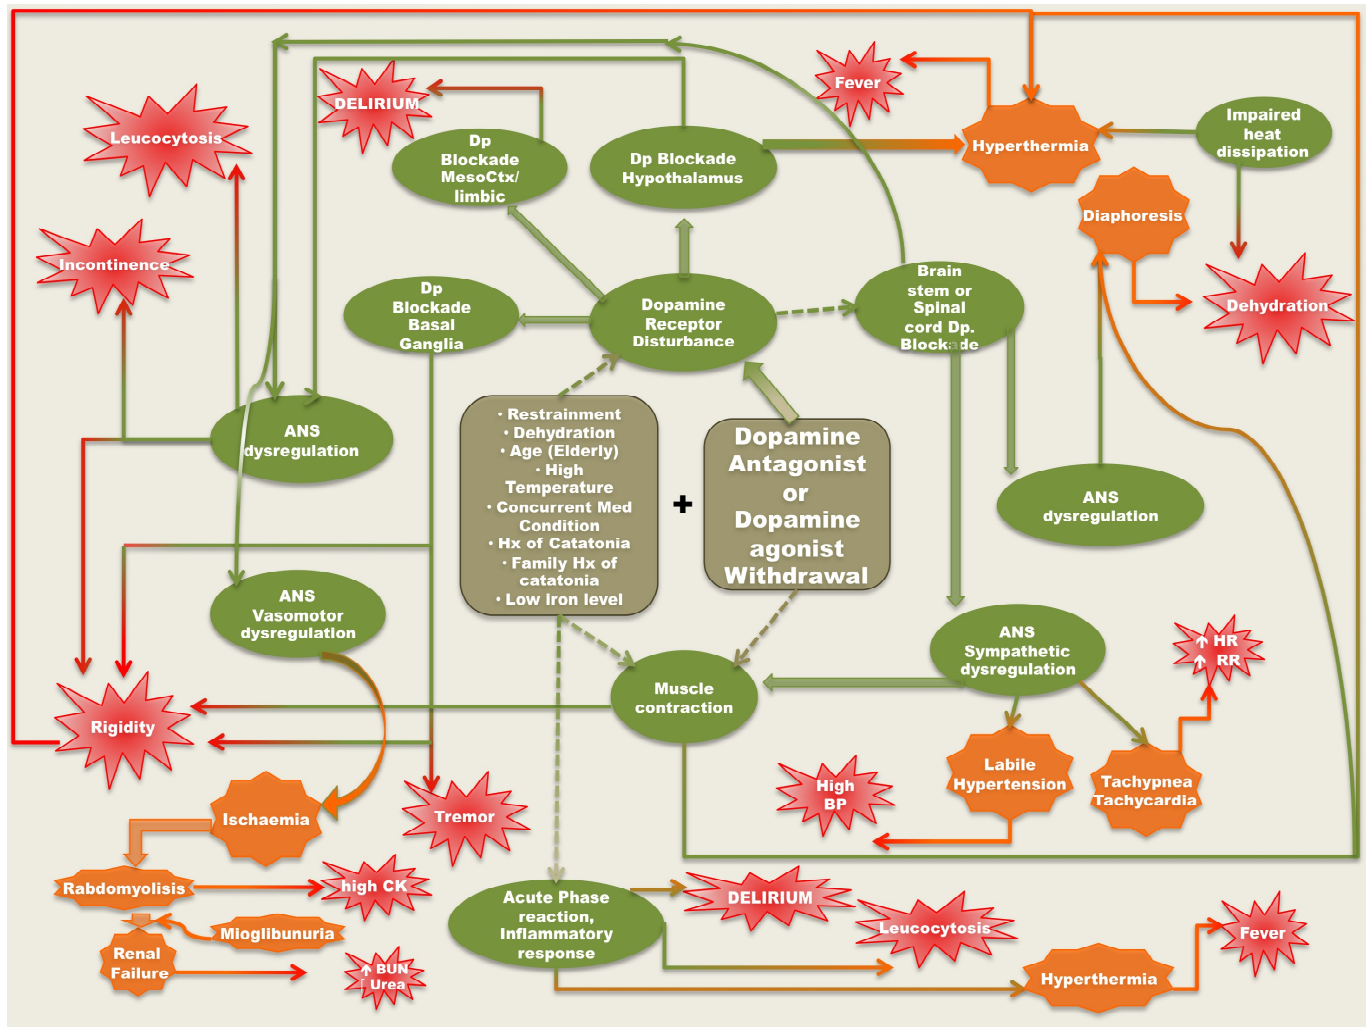 Fever
DELIRIUM
Leucocytosis
Dp
Blockade
MesoCtx/
limbic
Dp Blockade
Hypothalamus
Hyperthermia
Impaired
heat
dissipation
Diaphoresis
Incontinence
Dp
Blockade
Basal
Ganglia
Dopamine
Receptor
Disturbance
Brain
stem or
Spinal
cord Dp.
Blockade
Dehydration
ANS
dysregulation
• Restrainment
• Dehydration
• Age (Elderly)
• High
Temperature
• Concurrent Med
Condition
• Hx of Catatonia
• Family Hx of
catatonia
• Low iron level
+
Dopamine
Antagonist
or
Dopamine
agonist
Withdrawal
ANS
dysregulation
ANS
Vasomotor
dysregulation
ANS
Sympathetic
dysregulation
↑ HR
↑ RR
Muscle
contraction
Rigidity
Labile
Hypertension
Tachypnea
Tachycardia
High
BP
Ischaemia
Tremor
Rabdomyolisis
high CK
Acute Phase
reaction,
Inflammatory
response
DELIRIUM
Leucocytosis
Mioglibunuria
Renal
Failure
↑ BUN
Urea
Hyperthermia
Fever